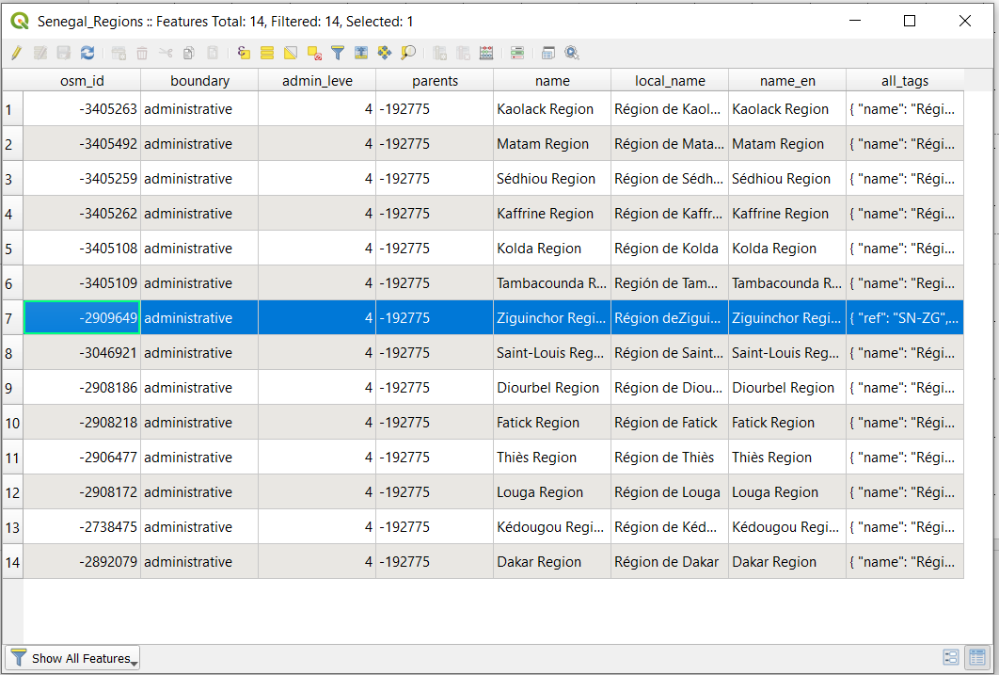 Senegal_Regions :: Features Total: 14, Filtered: 14, Selected: 1
osm_id boundary admin_leve parents name local_name name_en all_tags
1 -3405263 administrative 4 -192775 Kaolack Region Région de Kaol... Kaolack Region { "name": "Régi...
2 -3405492 administrative 4 -192775 Matam Region Région de Mata... Matam Region { "name": "Régi...
3 -3405259 administrative 4 -192775 Sédhiou Region Région de Sédh... Sédhiou Region { "name": "Régi...
4 -3405262 administrative 4 -192775 Kaffrine Region Région de Kaffr... Kaffrine Region { "name": "Régi...
5 -3405108 administrative 4 -192775 Kolda Region Région de Kolda Kolda Region { "name": "Régi...
6 -3405109 administrative 4 -192775 Tambacounda R... Región de Tam... Tambacounda R... { "name": "Regi...
7 -2909649 administrative 4 -192775 Ziguinchor Regi... Région deZigui... Ziguinchor Regi... { "ref": "SN-ZG",...
8 -3046921 administrative 4 -192775 Saint-Louis Reg... Région de Saint... Saint-Louis Reg... { "name": "Régi...
9 -2908186 administrative 4 -192775 Diourbel Region Région de Diou... Diourbel Region { "name": "Régi...
10 -2908218 administrative 4 -192775 Fatick Region Région de Fatick Fatick Region { "name": "Régi...
11 -2906477 administrative 4 -192775 Thiès Region Région de Thiès Thiès Region { "name": "Régi...
12 -2908172 administrative 4 -192775 Louga Region Région de Louga Louga Region { "name": "Régi...
13 -2738475 administrative 4 -192775 Kédougou Regi... Région de Kéd... Kédougou Regi... { "name": "Régi...
14 -2892079 administrative 4 -192775 Dakar Region Région de Dakar Dakar Region { "name": "Régi...
Show All Features